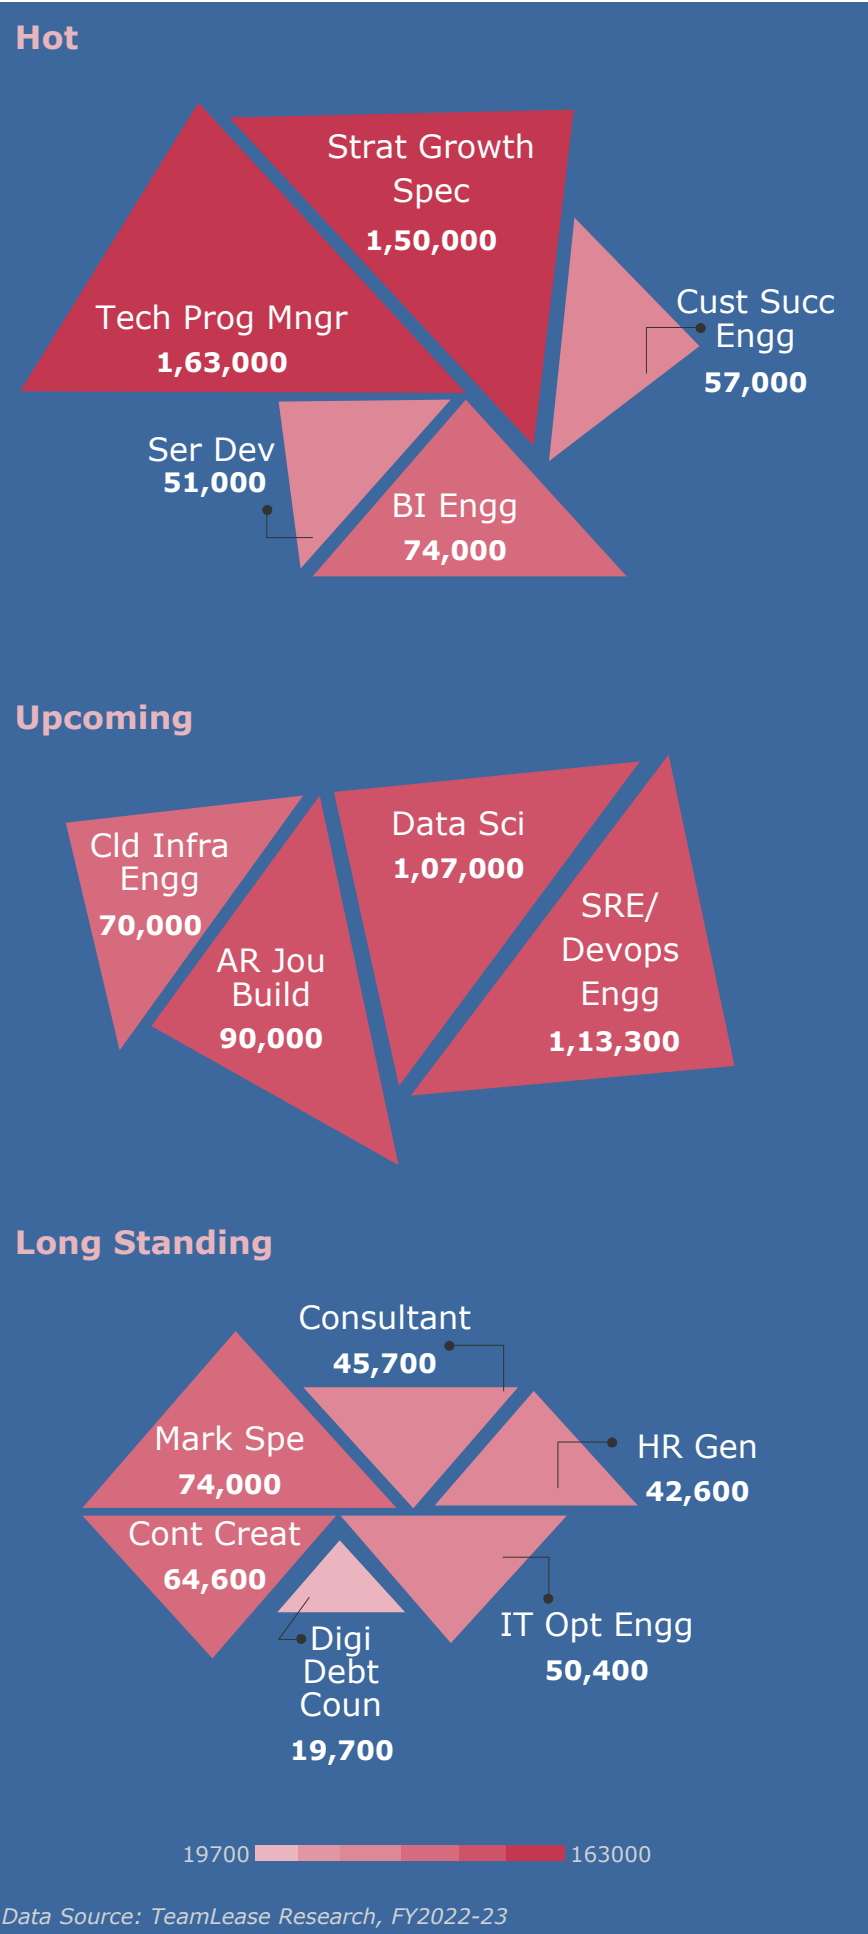 Hot
Strat Growth
Spec
1,50,000
Tech Prog Mngr
1,63,000
Cust Succ
Engg
57,000
Ser Dev
51,000
BI Engg
74,000
Upcoming
Cld Infra
Engg
70,000
AR Jou
Build
90,000
Data Sci
1,07,000
SRE/
Devops
Engg
1,13,300
Long Standing
Consultant
45,700
Mark Spe
74,000
HR Gen
42,600
Cont Creat
64,600
IT Opt Engg
50,400
Digi
Debt
Coun
19,700
19700 163000
Data Source: TeamLease Research, FY2022-23